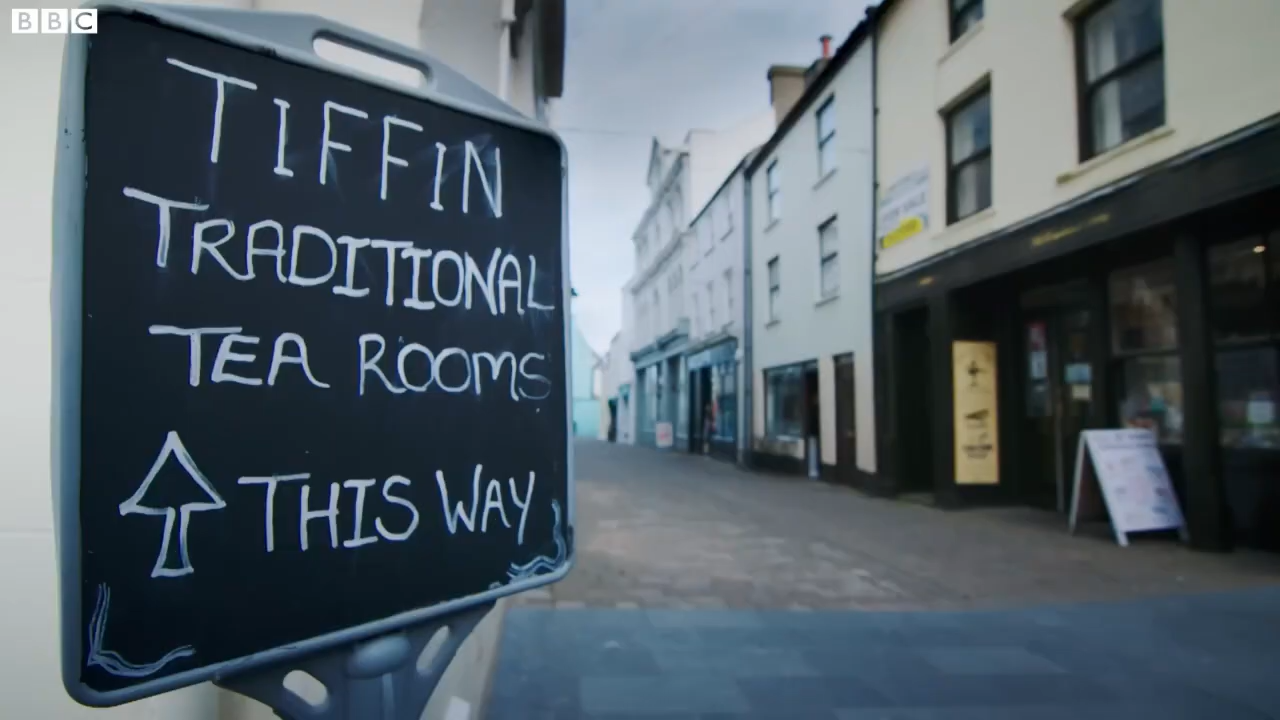 BBC
TIFFIN
TRADITIONAL
TEA ROOMS
THIS WAY